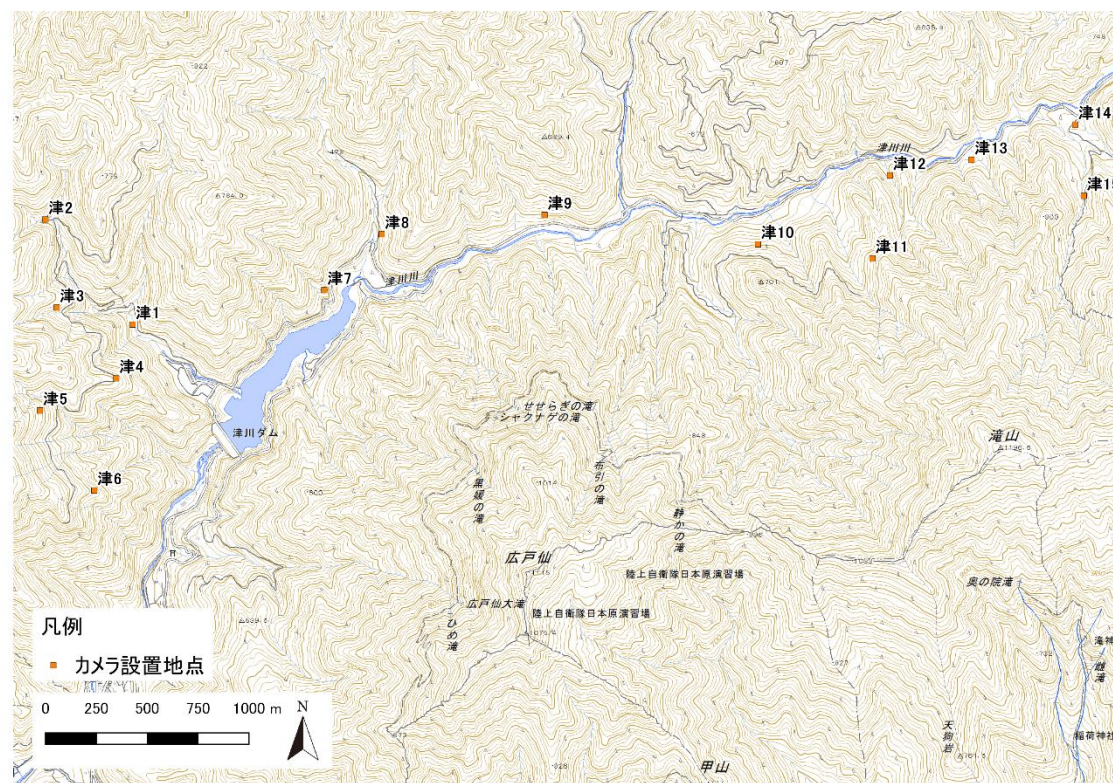 津14
津川川
津13
津12
津15
津2
津9
津8
津10
津11
津川川
津7
津3
津1
津4
せせらぎの滝
シャクナゲの滝
津5
津川ダム
滝山
布引の滝
津6
黒媛の滝
静かの滝
広戸仙
陸上自衛隊日本原演習場
奥の院滝
広戸仙大滝
陸上自衛隊日本原演習場
ひめ滝
凡例
カメラ設置地点
雌滝
0 250 500 750 1000 m
N
天狗岩
稲荷神社
甲山